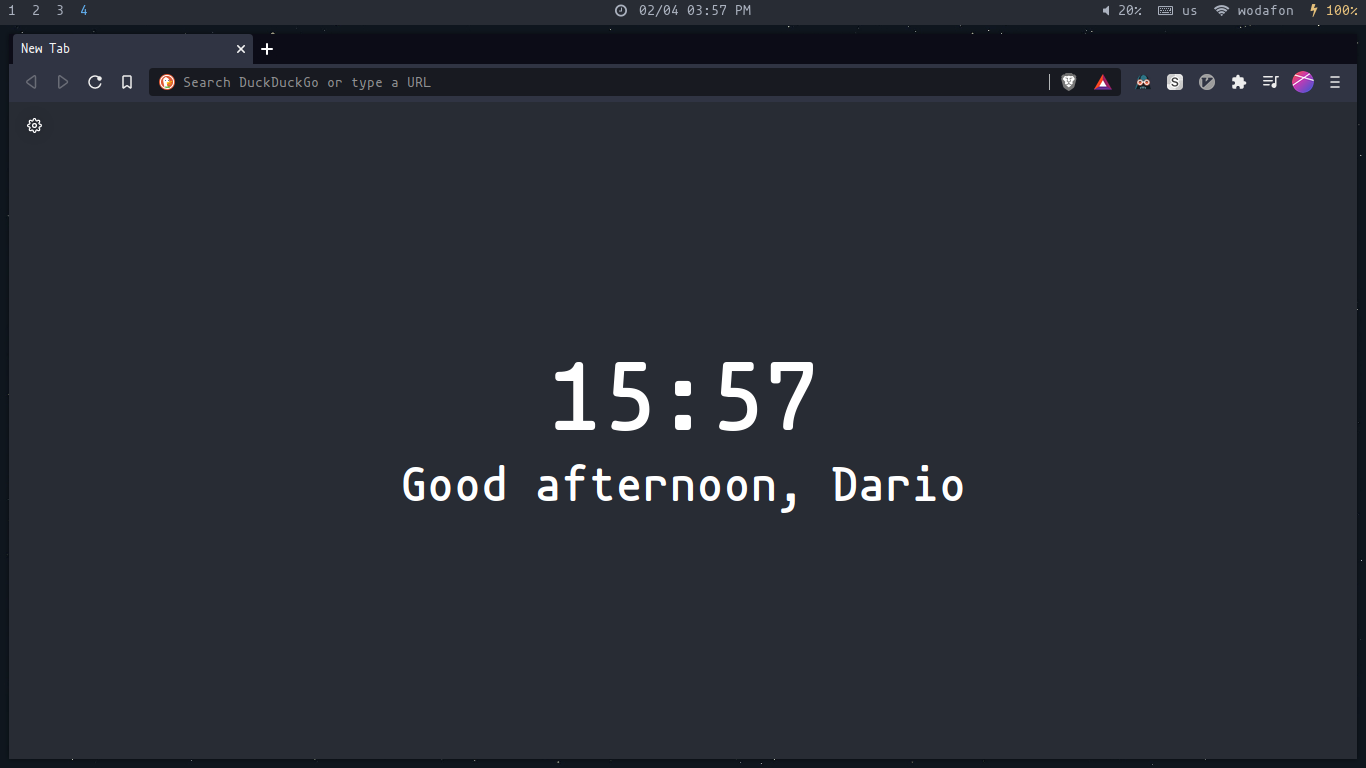 1 2 3 4 02/04 03:57 PM 20% us wodafon 100%
New Tab
Search DuckDuckGo or type a URL S
15:57
Good afternoon, Dario